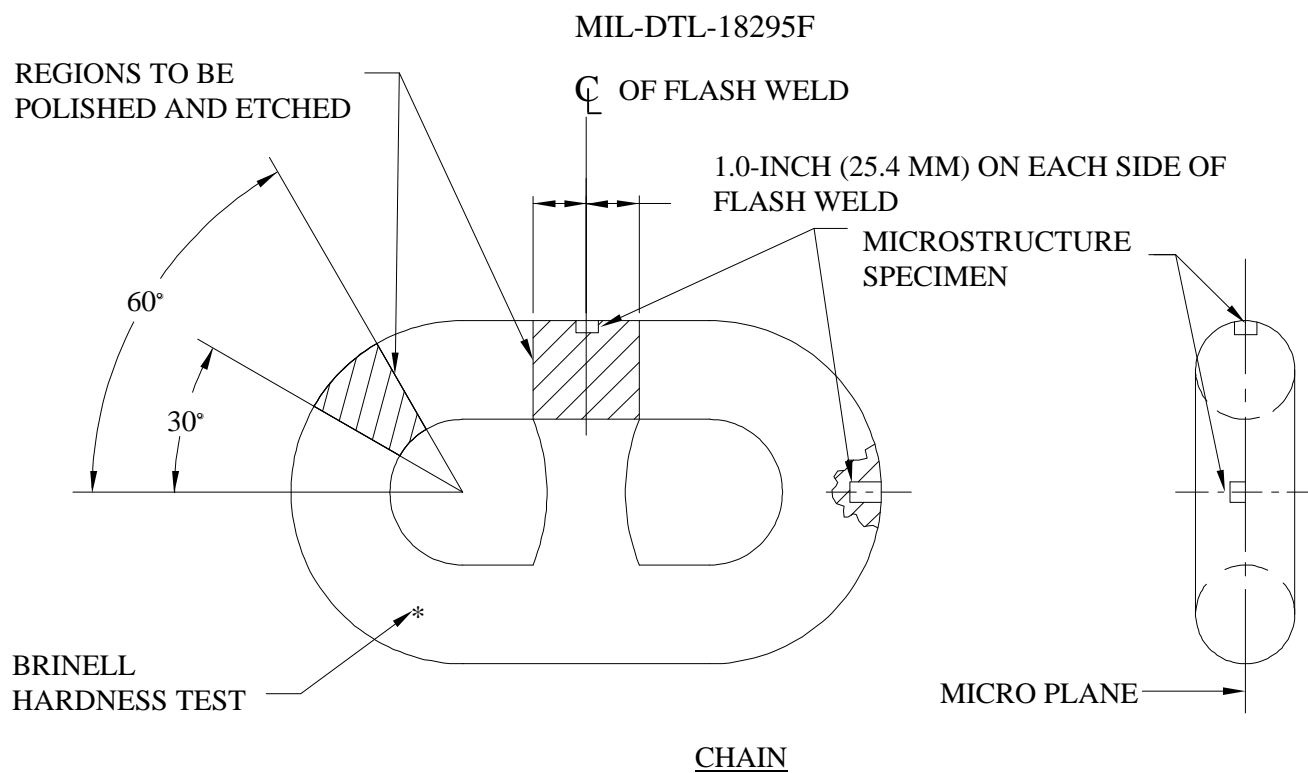 MIL-DTL-18295F
REGIONS TO BE
POLISHED AND ETCHED
℄ OF FLASH WELD
1.0-INCH (25.4 MM) ON EACH SIDE OF
FLASH WELD
MICROSTRUCTURE
SPECIMEN
60°
30°
BRINELL
HARDNESS TEST
*
MICRO PLANE
CHAIN